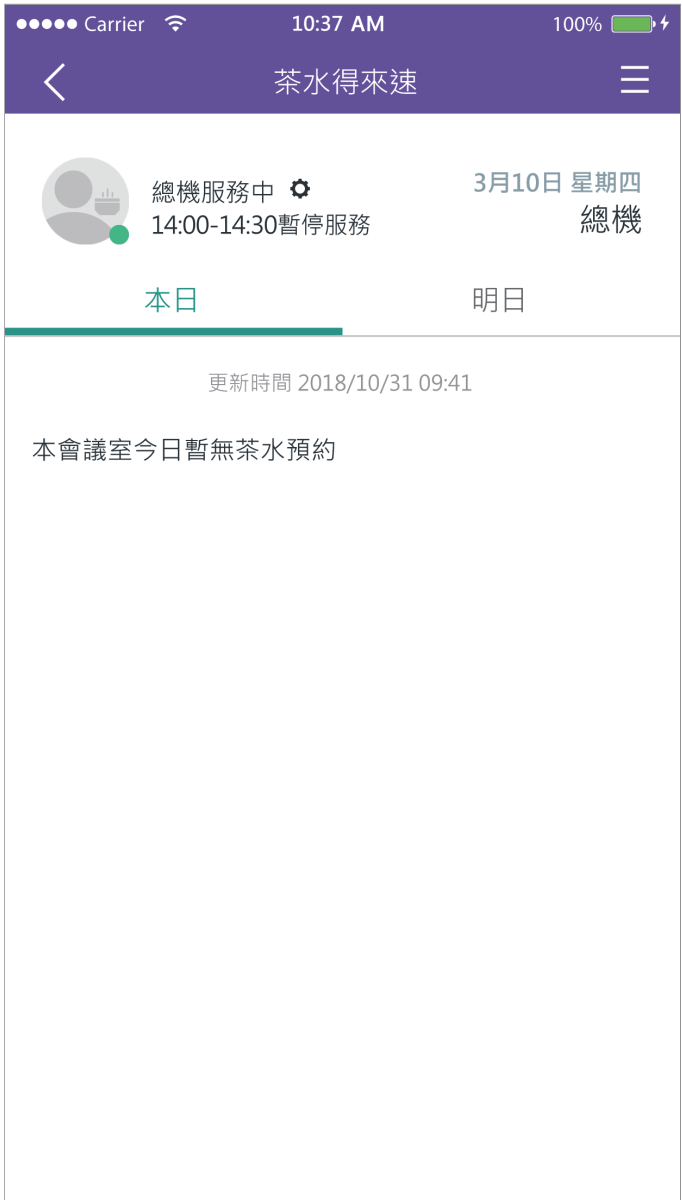 Carrier 10:37 AM 100%
茶水得來速
總機服務中
14:00-14:30暫停服務
3月10日 星期四
總機
本日 明日
更新時間 2018/10/31 09:41
本會議室今日暫無茶水預約